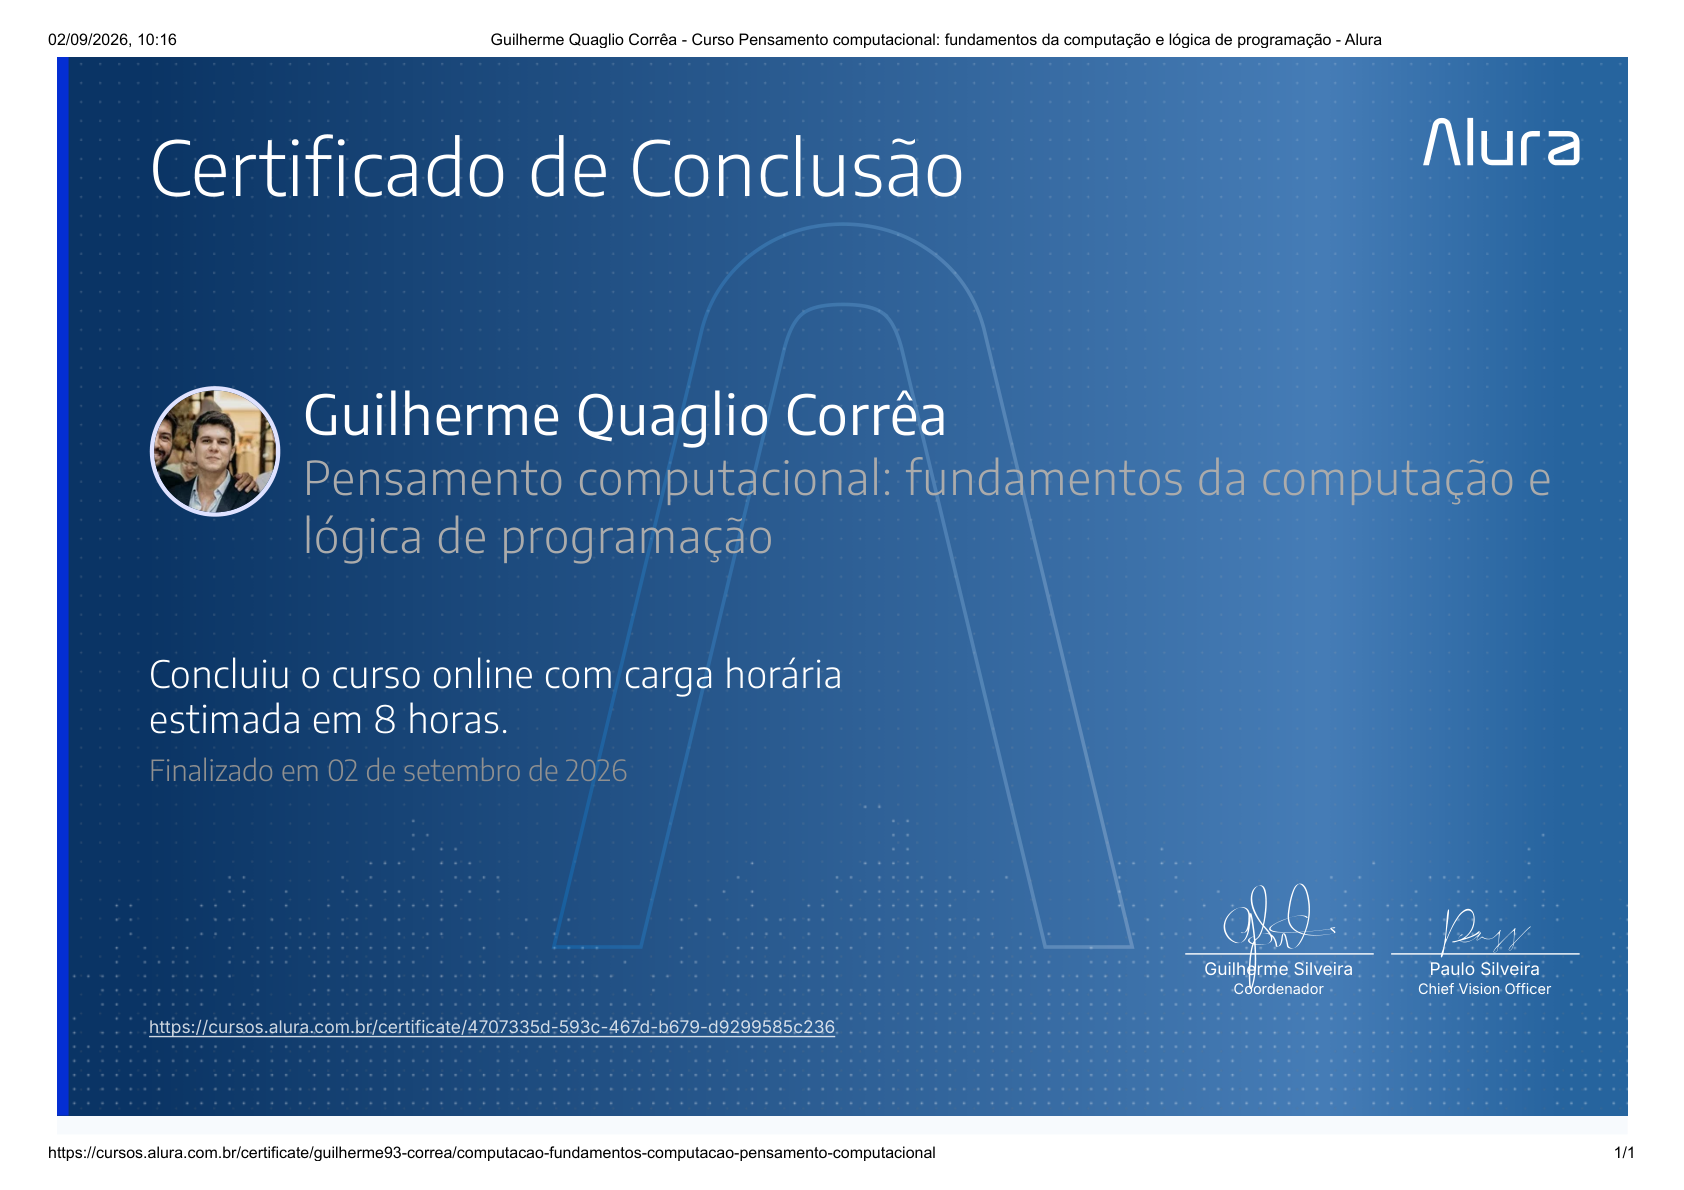 02/09/2026, 10:16
Guilherme Quaglio Corrêa - Curso Pensamento computacional: fundamentos da computação e lógica de programação - Alura
Certificado de Conclusão
Alura
Guilherme Quaglio Corrêa
Pensamento computacional: fundamentos da computação e
lógica de programação
Concluiu o curso online com carga horária
estimada em 8 horas.
Finalizado em 02 de setembro de 2026
Guilherme Silveira
Coordenador
Paulo Silveira
Chief Vision Officer
https://cursos.alura.com.br/certificate/4707335d-593c-467d-b679-d9299585c236
https://cursos.alura.com.br/certificate/guilherme93-correa/computacao-fundamentos-computacao-pensamento-computacional
1/1